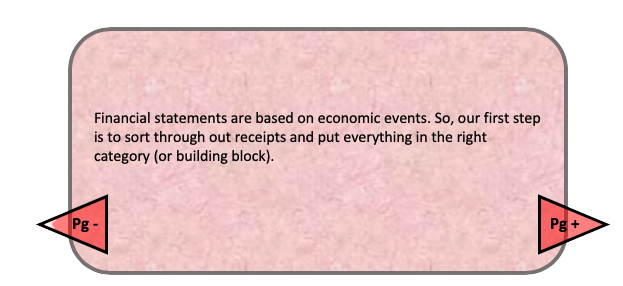 Financial statements are based on economic events. So, our first step
is to sort through out receipts and put everything in the right
category (or building block).
Pg -
Pg +